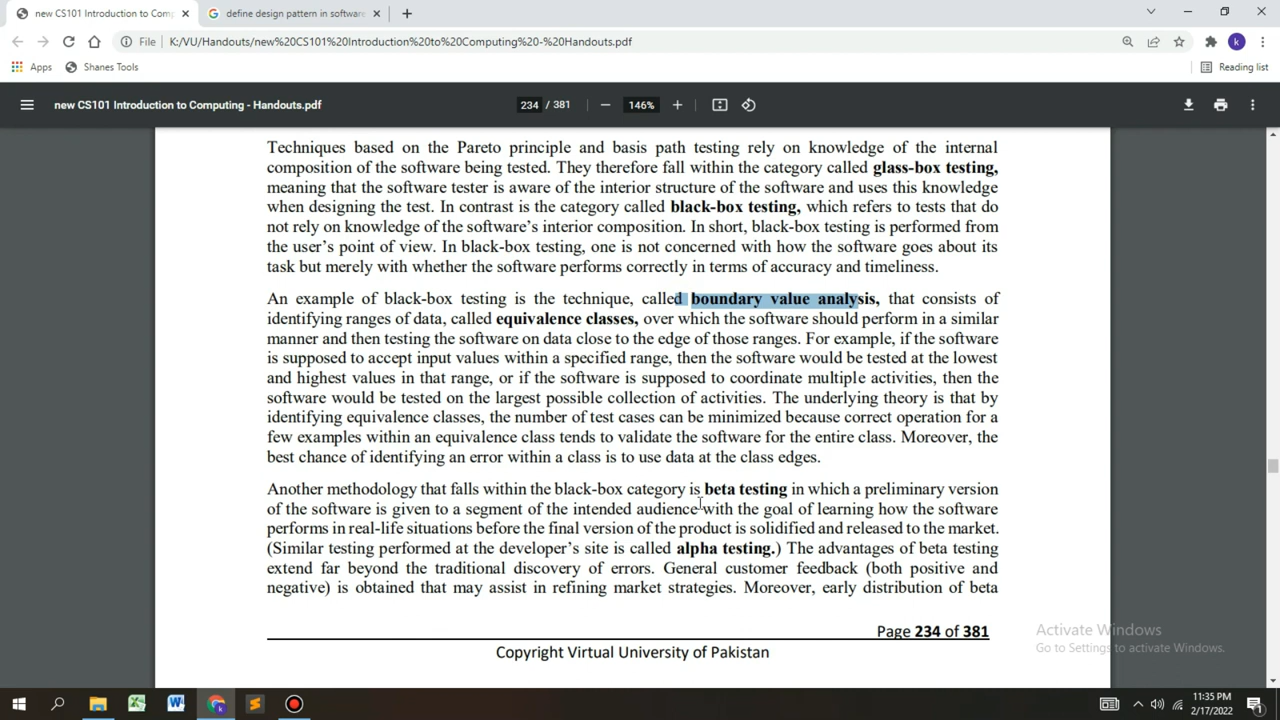 new CS101 Introduction to Comp
define design pattern in software
File
K:/VU/Handouts/new%20CS101%20Introduction%20to%20Computing%20-%20Handouts.pdf
Apps
Shanes Tools
k
Reading list
new CS101 Introduction to Computing - Handouts.pdf
234 / 381
146%
Techniques based on the Pareto principle and basis path testing rely on knowledge of the internal
composition of the software being tested. They therefore fall within the category called glass-box testing,
meaning that the software tester is aware of the interior structure of the software and uses this knowledge
when designing the test. In contrast is the category called black-box testing, which refers to tests that do
not rely on knowledge of the software's interior composition. In short, black-box testing is performed from
the user's point of view. In black-box testing, one is not concerned with how the software goes about its
task but merely with whether the software performs correctly in terms of accuracy and timeliness.
An example of black-box testing is the technique, called boundary value analysis, that consists of
identifying ranges of data, called equivalence classes, over which the software should perform in a similar
manner and then testing the software on data close to the edge of those ranges. For example, if the software
is supposed to accept input values within a specified range, then the software would be tested at the lowest
and highest values in that range, or if the software is supposed to coordinate multiple activities, then the
software would be tested on the largest possible collection of activities. The underlying theory is that by
identifying equivalence classes, the number of test cases can be minimized because correct operation for a
few examples within an equivalence class tends to validate the software for the entire class. Moreover, the
best chance of identifying an error within a class is to use data at the class edges.
Another methodology that falls within the black-box category is beta testing in which a preliminary version
of the software is given to a segment of the intended audience with the goal of learning how the software
performs in real-life situations before the final version of the product is solidified and released to the market.
(Similar testing performed at the developer's site is called alpha testing.) The advantages of beta testing
extend far beyond the traditional discovery of errors. General customer feedback (both positive and
negative) is obtained that may assist in refining market strategies. Moreover, early distribution of beta
Page 234 of 381
Copyright Virtual University of Pakistan
Activate Windows
Go to Settings to activate Windows.
11:35 PM
2/17/2022
1